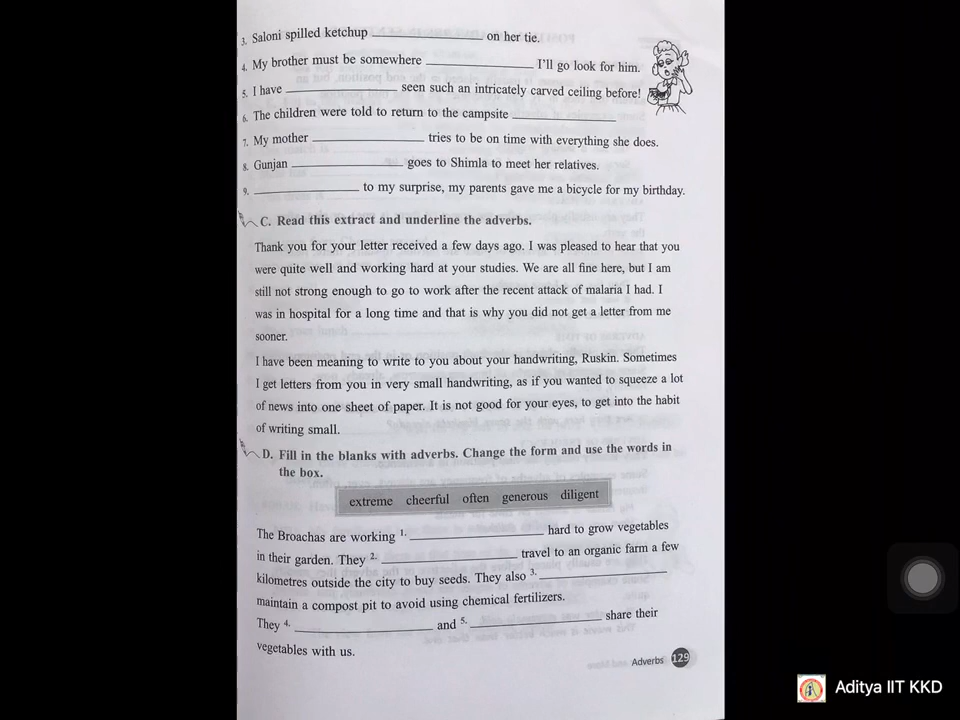 3. Saloni spilled ketchup ____________ on her tie.
4. My brother must be somewhere ____________ I'll go look for him.
5. I have ____________ seen such an intricately carved ceiling before!
6. The children were told to return to the campsite ____________
7. My mother ____________ tries to be on time with everything she does.
8. Gunjan ____________ goes to Shimla to meet her relatives.
9. ____________ to my surprise, my parents gave me a bicycle for my birthday.
C. Read this extract and underline the adverbs.
Thank you for your letter received a few days ago. I was pleased to hear that you
were quite well and working hard at your studies. We are all fine here, but I am
still not strong enough to go to work after the recent attack of malaria I had. I
was in hospital for a long time and that is why you did not get a letter from me
sooner.
I have been meaning to write to you about your handwriting, Ruskin. Sometimes
I get letters from you in very small handwriting, as if you wanted to squeeze a lot
of news into one sheet of paper. It is not good for your eyes, to get into the habit
of writing small.
D. Fill in the blanks with adverbs. Change the form and use the words in
the box.
extreme cheerful often generous diligent
The Broachas are working 1. ____________ hard to grow vegetables
in their garden. They 2. ____________ travel to an organic farm a few
kilometres outside the city to buy seeds. They also 3. ____________
maintain a compost pit to avoid using chemical fertilizers.
They 4. ____________ and 5. ____________ share their
vegetables with us.
Adverbs 129
Aditya IIT KKD